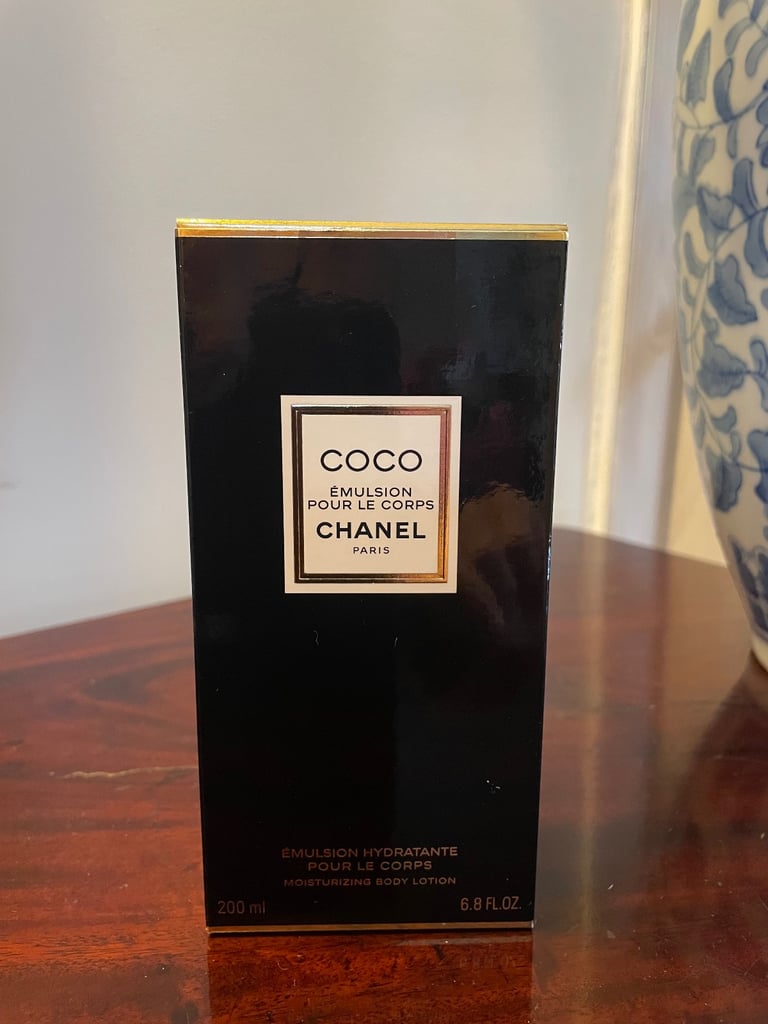 COCO
ÉMULSION
POUR LE CORPS
CHANEL
PARIS
ÉMULSION HYDRATANTE
POUR LE CORPS
MOISTURIZING BODY LOTION
200 ml 6.8 FL.OZ.